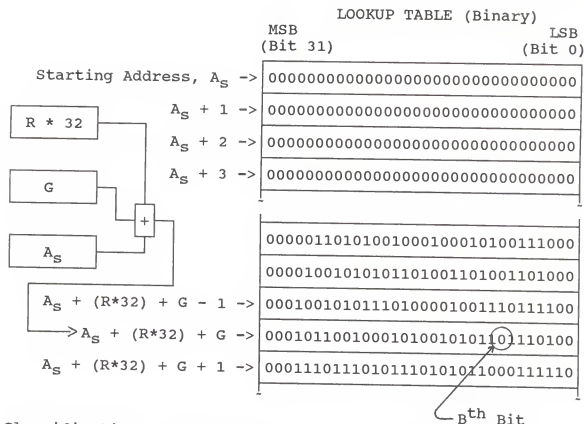 LOOKUP TABLE (Binary)
MSB LSB
(Bit 31) (Bit 0)
Starting Address, As -> 00000000000000000000000000000000
As + 1 -> 00000000000000000000000000000000
As + 2 -> 00000000000000000000000000000000
As + 3 -> 00000000000000000000000000000000
R * 32
G
+
As
00000110101001000100010100111000
00001001010101101001101001101000
As + (R*32) + G - 1 -> 00010010101110100001001110111100
As + (R*32) + G -> 00010110010001010010101101110100
As + (R*32) + G + 1 -> 00011101110101110101011000111110
Bth Bit